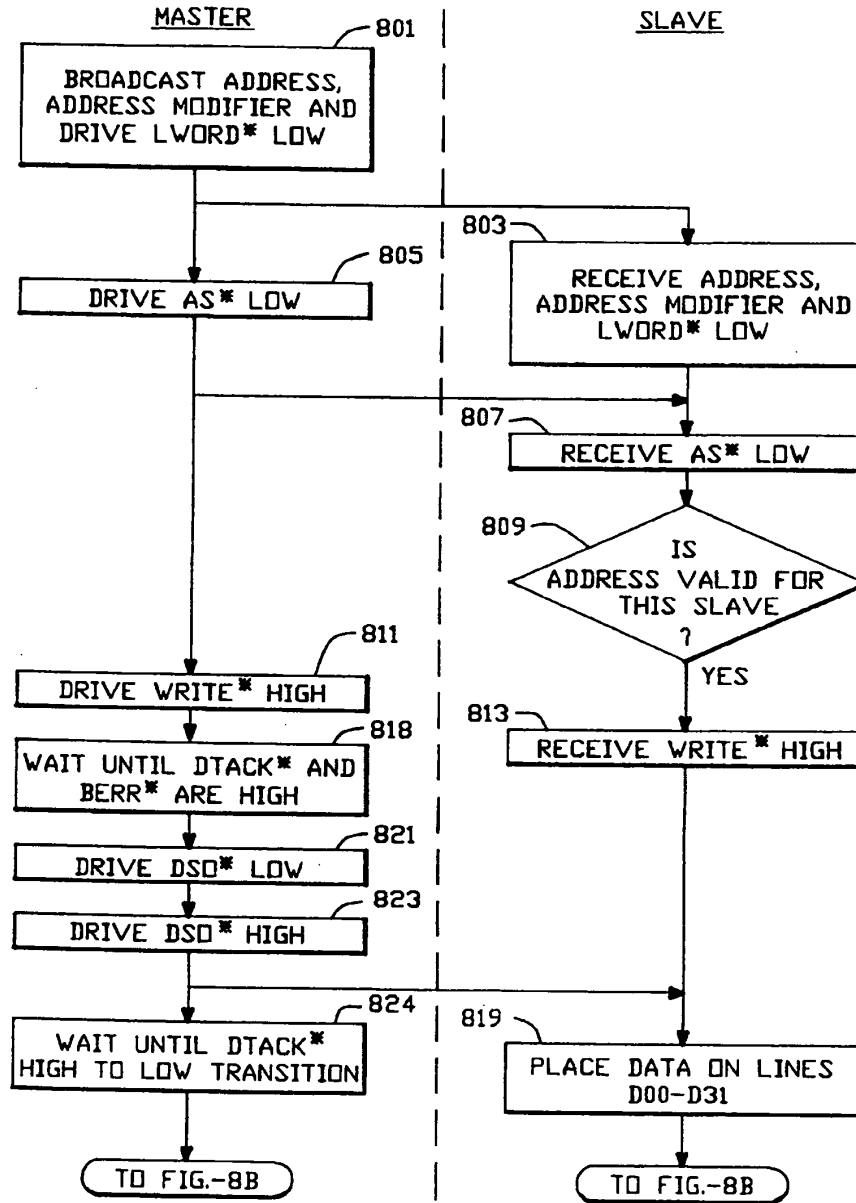 MASTER
SLAVE
801
BROADCAST ADDRESS,
ADDRESS MODIFIER AND
DRIVE LWORD* LOW
803
RECEIVE ADDRESS,
ADDRESS MODIFIER AND
LWORD* LOW
805
DRIVE AS* LOW
807
RECEIVE AS* LOW
809
IS
ADDRESS VALID FOR
THIS SLAVE
?
YES
811
DRIVE WRITE* HIGH
813
RECEIVE WRITE* HIGH
818
WAIT UNTIL DTACK* AND
BERR* ARE HIGH
821
DRIVE DS0* LOW
823
DRIVE DS0* HIGH
824
WAIT UNTIL DTACK*
HIGH TO LOW TRANSITION
819
PLACE DATA ON LINES
D00-D31
TO FIG.-8B
TO FIG.-8B